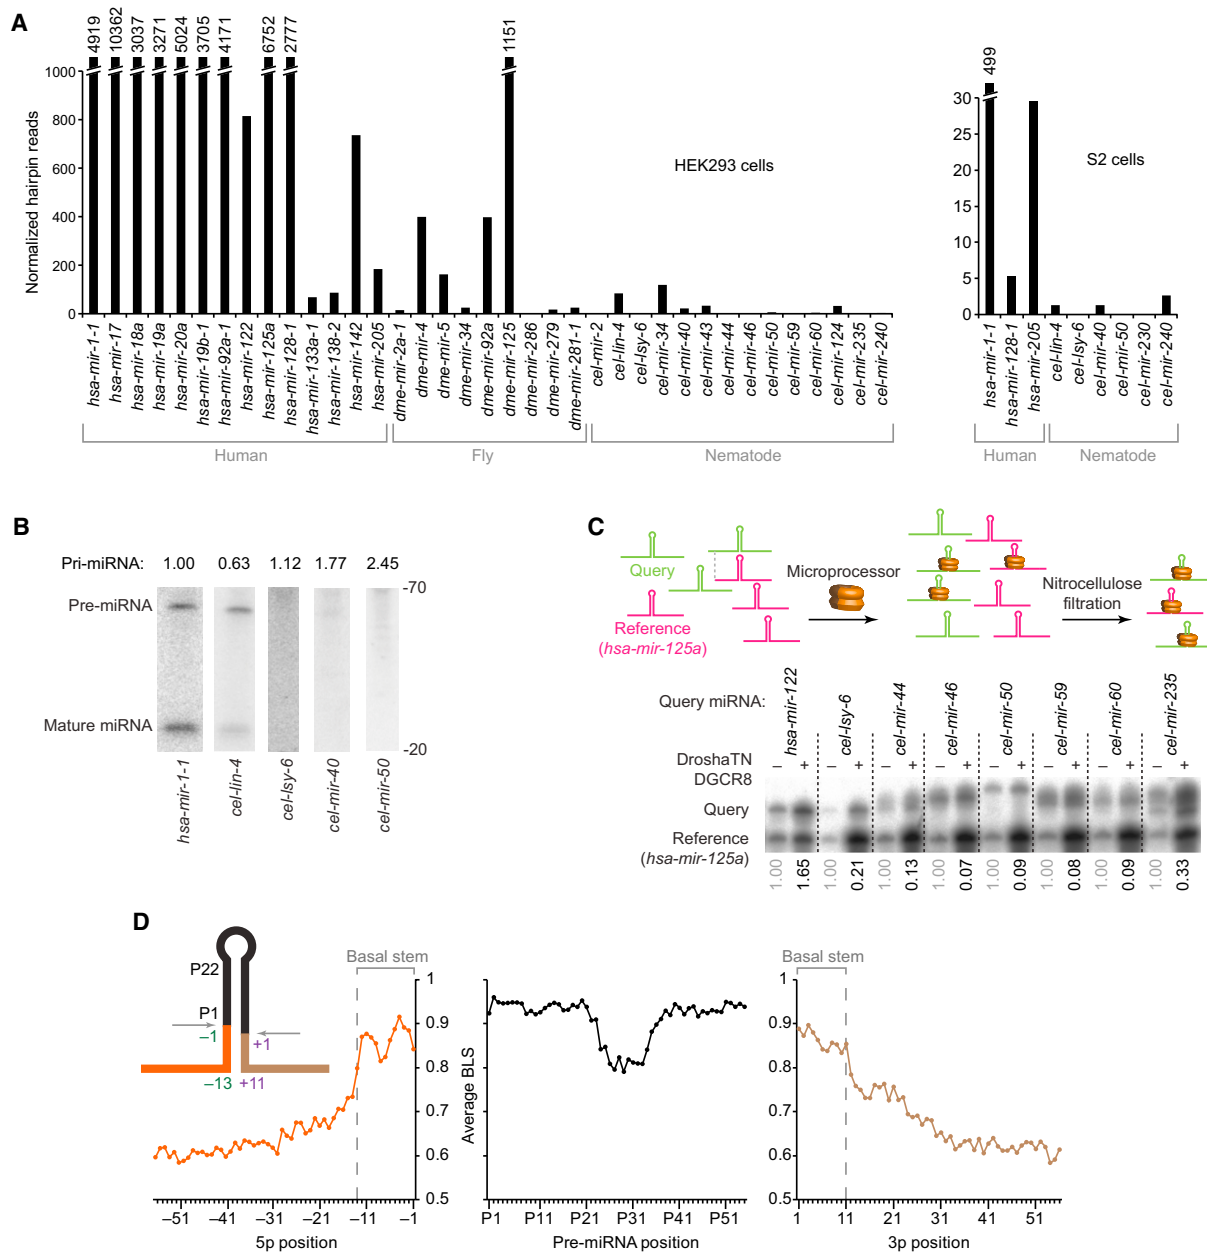 A
4919
10362
3037
3271
5024
3705
4171
6752
2777
1151
499
Normalized hairpin reads
1000
800
600
400
200
0
HEK293 cells
30
25
20
15
10
5
0
S2 cells
hsa-mir-1-1
hsa-mir-17
hsa-mir-18a
hsa-mir-19a
hsa-mir-20a
hsa-mir-19b-1
hsa-mir-92a-1
hsa-mir-122
hsa-mir-125a
hsa-mir-128-1
hsa-mir-133a-1
hsa-mir-138-2
hsa-mir-142
hsa-mir-205
dme-mir-2a-1
dme-mir-4
dme-mir-5
dme-mir-34
dme-mir-92a
dme-mir-125
dme-mir-286
dme-mir-279
dme-mir-281-1
cel-mir-2
cel-lin-4
cel-lsy-6
cel-mir-34
cel-mir-40
cel-mir-43
cel-mir-44
cel-mir-46
cel-mir-50
cel-mir-59
cel-mir-60
cel-mir-124
cel-mir-235
cel-mir-240
hsa-mir-1-1
hsa-mir-128-1
hsa-mir-205
cel-lin-4
cel-lsy-6
cel-mir-40
cel-mir-50
cel-mir-230
cel-mir-240
Human
Fly
Nematode
Human
Nematode
B
Pri-miRNA: 1.00 0.63 1.12 1.77 2.45
Pre-miRNA
-70
Mature miRNA
-20
hsa-mir-1-1
cel-lin-4
cel-lsy-6
cel-mir-40
cel-mir-50
C
Query
Reference
(hsa-mir-125a)
Microprocessor
Nitrocellulose
filtration
Query miRNA:
hsa-mir-122
cel-lsy-6
cel-mir-44
cel-mir-46
cel-mir-50
cel-mir-59
cel-mir-60
cel-mir-235
DroshaTN
DGCR8
– + – + – + – + – + – + – + – +
Query
Reference
(hsa-mir-125a)
1.00 1.65 1.00 0.21 1.00 0.13 1.00 0.07 1.00 0.09 1.00 0.08 1.00 0.09 1.00 0.33
D
P22
P1
–1
+1
–13
+11
Basal stem
1
0.9
0.8
0.7
0.6
0.5
–51 –41 –31 –21 –11 –1
5p position
Average BLS
P1 P11 P21 P31 P41 P51
Pre-miRNA position
Basal stem
1
0.9
0.8
0.7
0.6
0.5
1 11 21 31 41 51
3p position